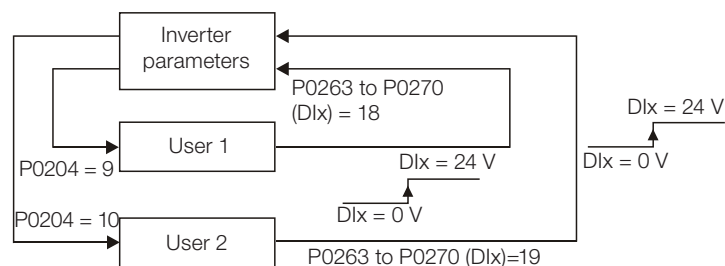 Inverter
parameters
P0263 to P0270
(DIx) = 18
DIx = 24 V
DIx = 0 V
User 1
P0204 = 9
DIx = 24 V
DIx = 0 V
P0204 = 10
User 2
P0263 to P0270 (DIx)=19